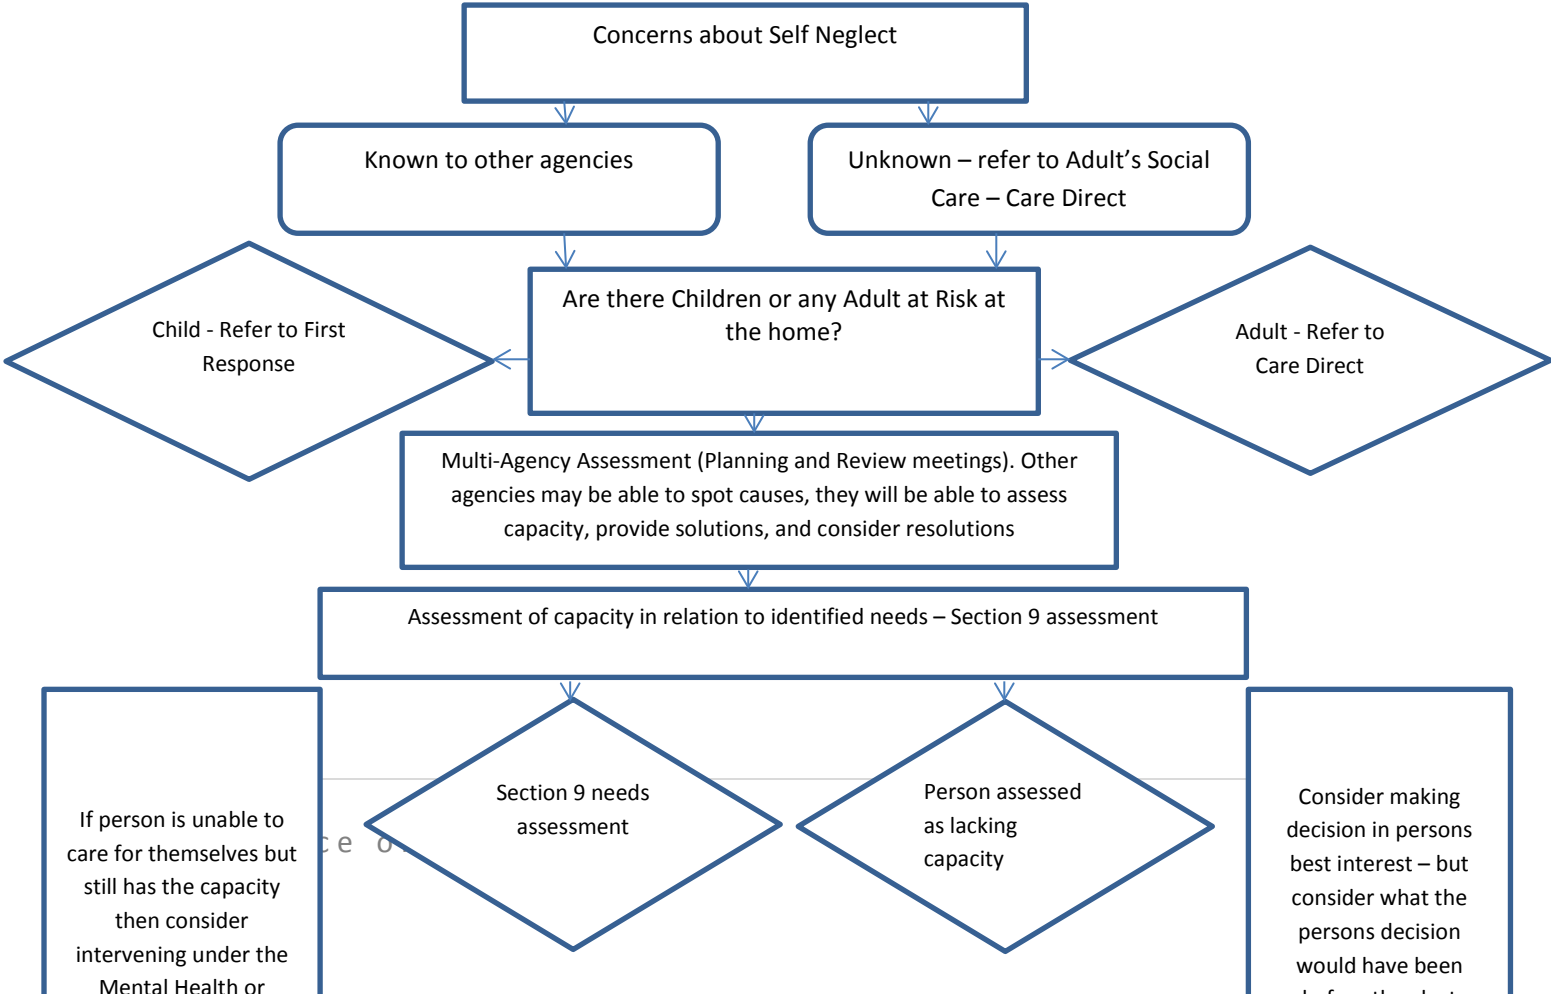 Concerns about Self Neglect
Known to other agencies
Unknown – refer to Adult's Social
Care – Care Direct
Are there Children or any Adult at Risk at
the home?
Child - Refer to First
Response
Adult - Refer to
Care Direct
Multi-Agency Assessment (Planning and Review meetings). Other
agencies may be able to spot causes, they will be able to assess
capacity, provide solutions, and consider resolutions
Assessment of capacity in relation to identified needs – Section 9 assessment
If person is unable to
care for themselves but
still has the capacity
then consider
intervening under the
Mental Health or
Section 9 needs
assessment
Person assessed
as lacking
capacity
Consider making
decision in persons
best interest – but
consider what the
persons decision
would have been